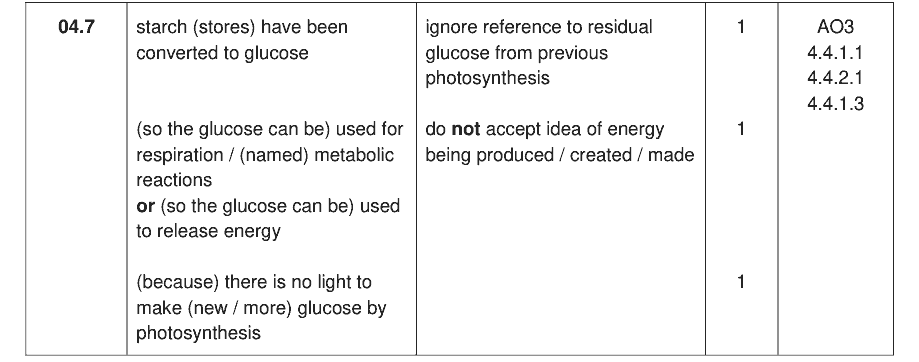 04.7 starch (stores) have been ignore reference to residual 1 AO3
converted to glucose glucose from previous 4.4.1.1
photosynthesis 4.4.2.1
4.4.1.3
(so the glucose can be) used for do not accept idea of energy 1
respiration / (named) metabolic being produced / created / made
reactions
or (so the glucose can be) used
to release energy
(because) there is no light to 1
make (new / more) glucose by
photosynthesis